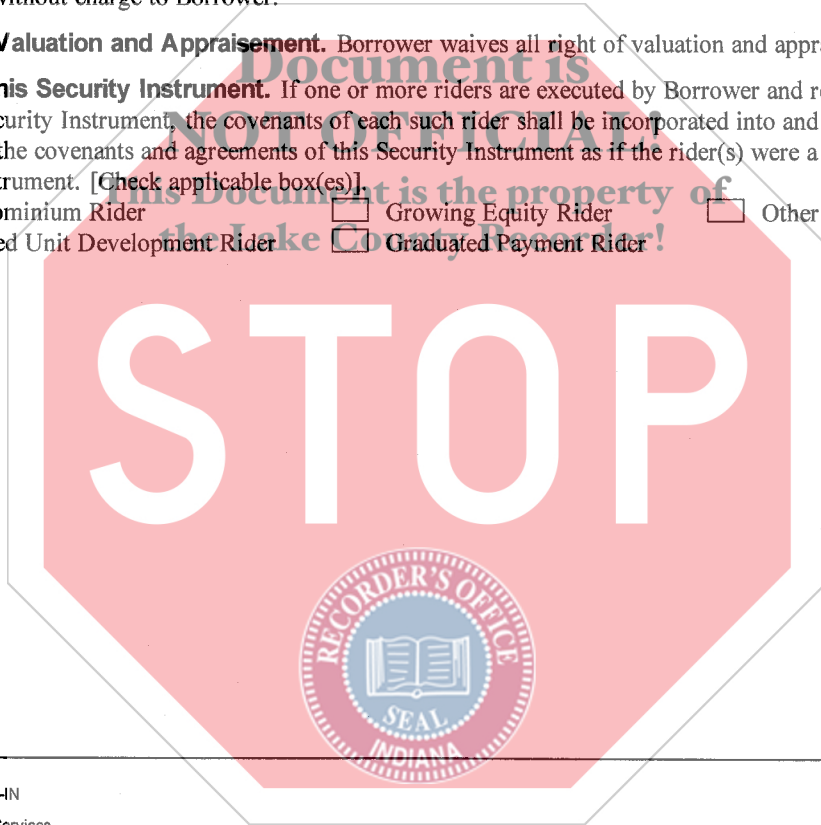 without charge to Borrower.
Valuation and Appraisement. Borrower waives all right of valuation and appra
his Security Instrument. If one or more riders are executed by Borrower and re
curity Instrument, the covenants of each such rider shall be incorporated into and
the covenants and agreements of this Security Instrument as if the rider(s) were a
trument. [Check applicable box(es)].
ominium Rider Growing Equity Rider Other
ed Unit Development Rider Graduated Payment Rider
Document is
NOT OFFICIAL!
This Document is the property of
the Lake County Recorder!
STOP
RECORDER'S OFFICE
SEAL
INDIANA
-IN